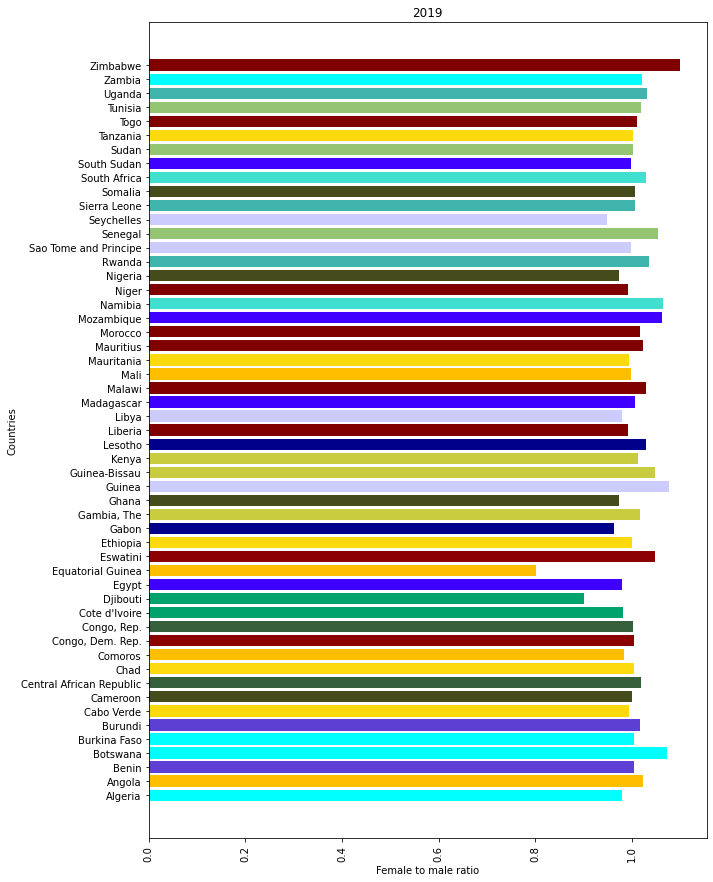 2019
Zimbabwe
Zambia
Uganda
Tunisia
Togo
Tanzania
Sudan
South Sudan
South Africa
Somalia
Sierra Leone
Seychelles
Senegal
Sao Tome and Principe
Rwanda
Nigeria
Niger
Namibia
Mozambique
Morocco
Mauritius
Mauritania
Mali
Malawi
Madagascar
Libya
Liberia
Lesotho
Kenya
Guinea-Bissau
Guinea
Ghana
Gambia, The
Gabon
Ethiopia
Eswatini
Equatorial Guinea
Egypt
Djibouti
Cote d'Ivoire
Congo, Rep.
Congo, Dem. Rep.
Comoros
Chad
Central African Republic
Cameroon
Cabo Verde
Burundi
Burkina Faso
Botswana
Benin
Angola
Algeria
Countries
0.0
0.2
0.4
0.6
0.8
1.0
Female to male ratio